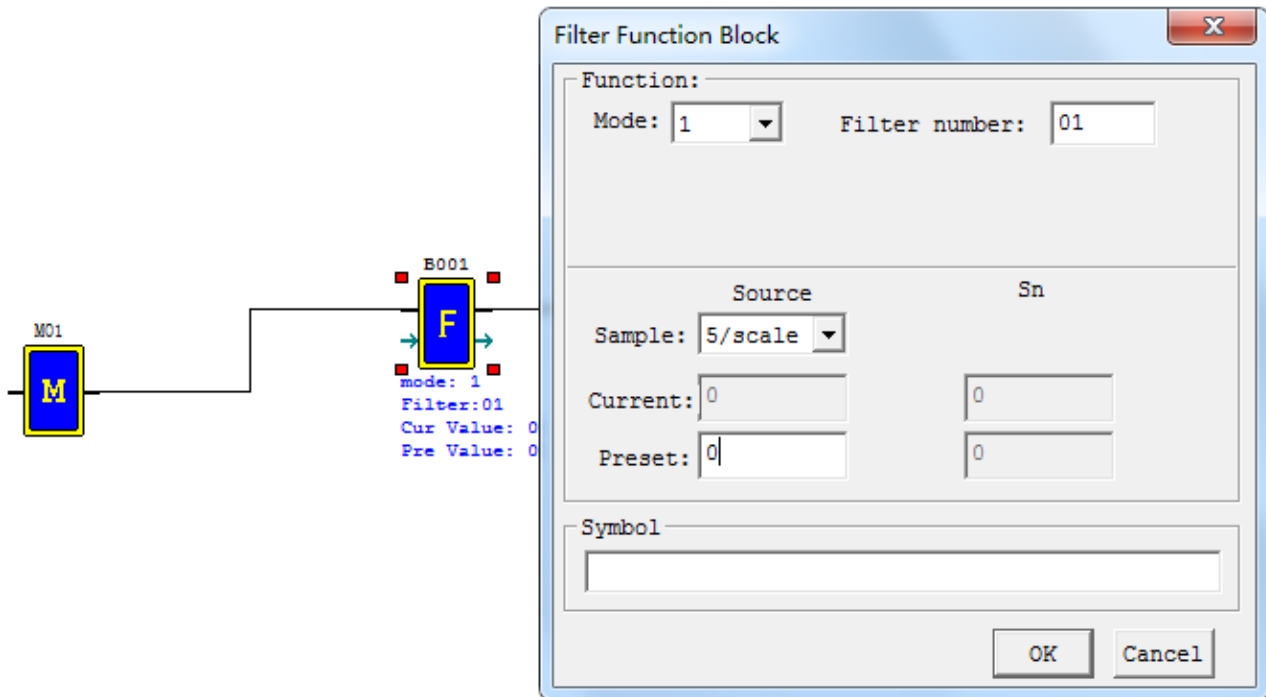 Filter Function Block
X
Function:
Mode: 1 Filter number: 01
Source Sn
Sample: 5/scale
Current: 0 0
Preset: 0 0
Symbol
OK Cancel
B001
F
mode: 1
Filter:01
Cur Value: 0
Pre Value: 0
M01
M